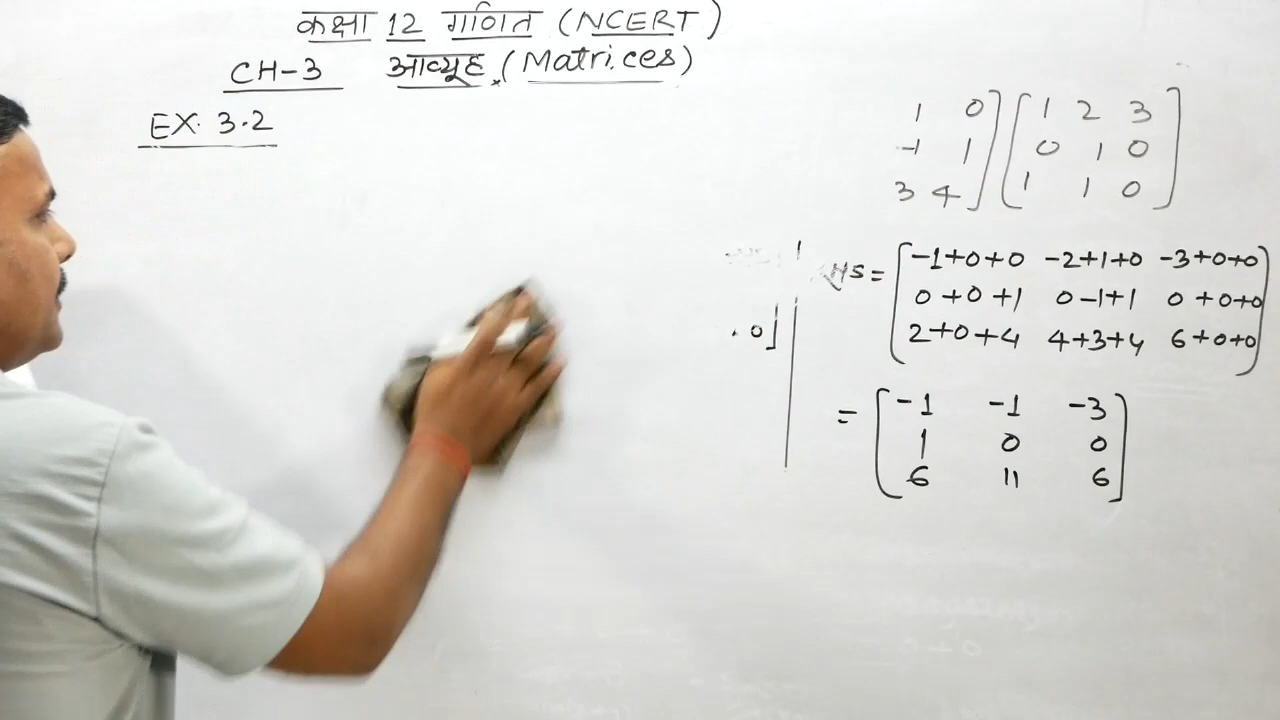 कक्षा 12 गणित (NCERT)
CH-3 आव्यूह (Matrices)
EX. 3.2
1 0] [1 2 3]
-1 1] [0 1 0]
3 4] [1 1 0]
HS = [-1+0+0 -2+1+0 -3+0+0]
[0+0+1 0-1+1 0+0+0]
[2+0+4 4+3+4 6+0+0]
0]
= [-1 -1 -3]
[1 0 0]
[6 11 6]